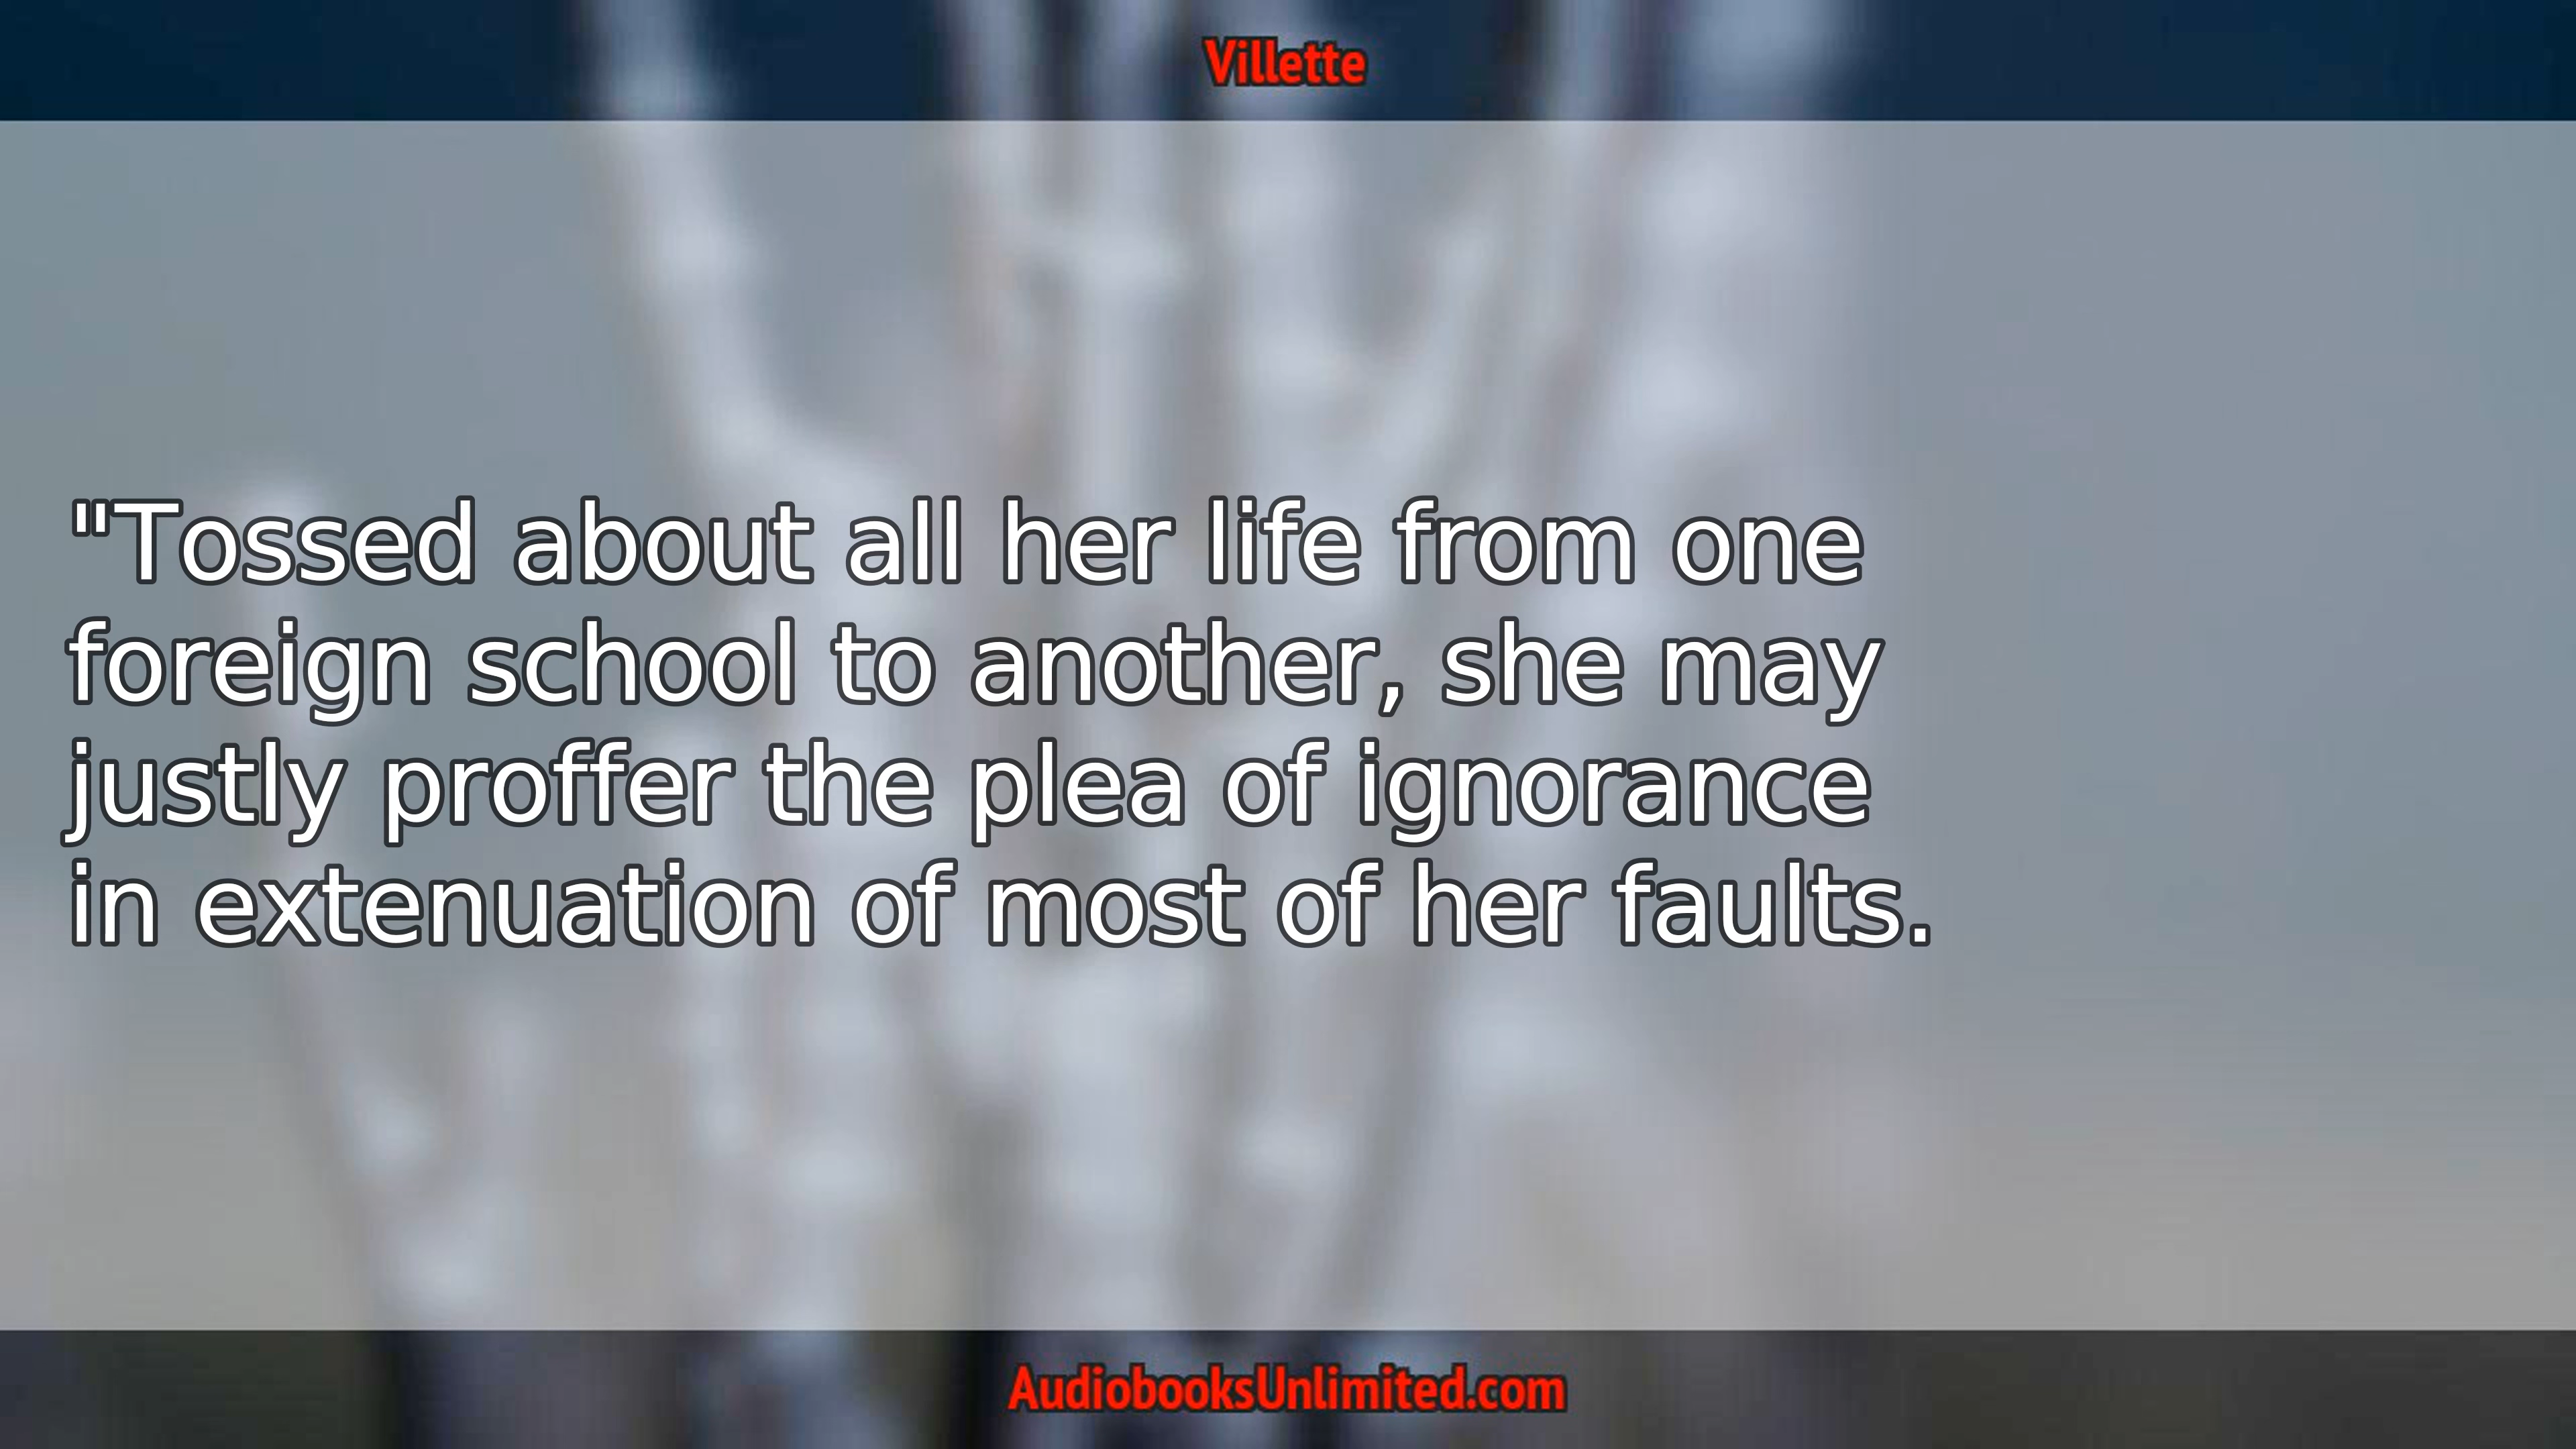 Villette
"Tossed about all her life from one
foreign school to another, she may
justly proffer the plea of ignorance
in extenuation of most of her faults.
AudiobooksUnlimited.com